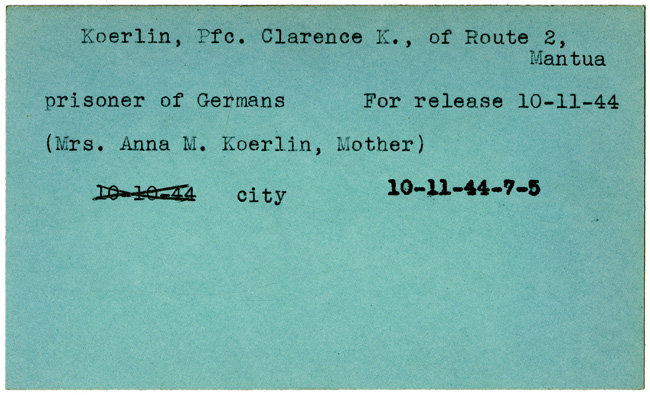 Koerlin, Pfc. Clarence K., of Route 2,
Mantua
prisoner of Germans For release 10-11-44
(Mrs. Anna M. Koerlin, Mother)
10-10-44 city 10-11-44-7-5